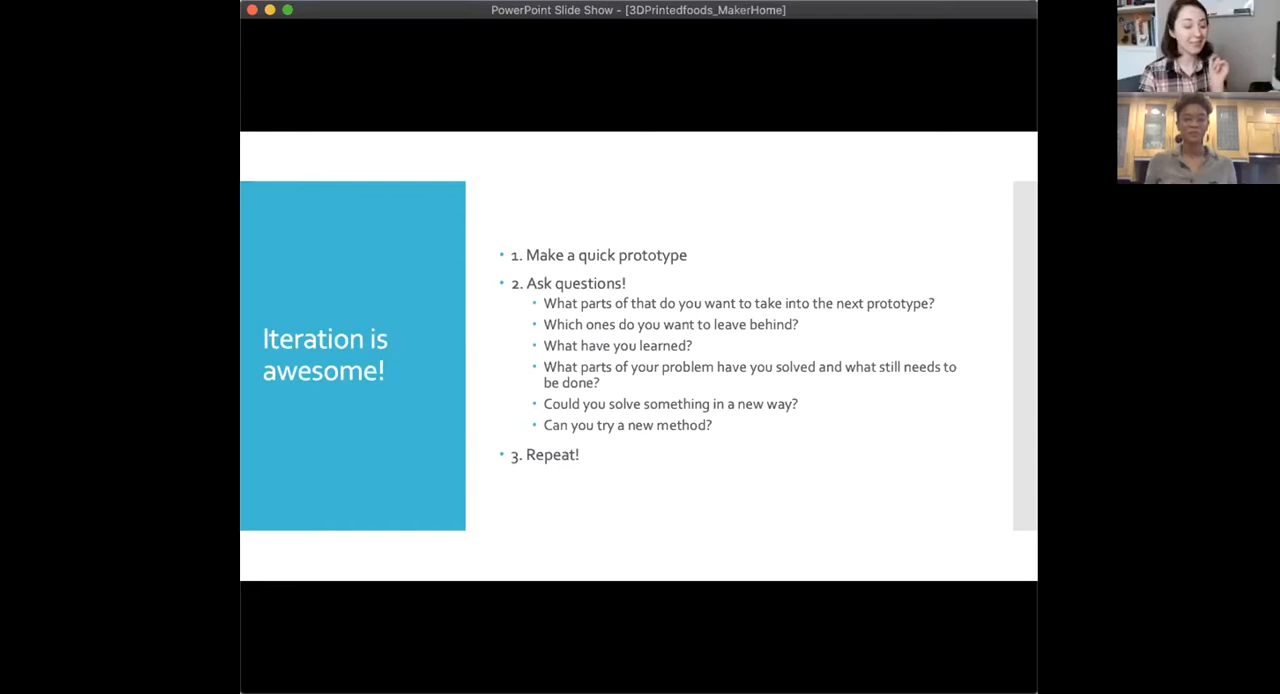 PowerPoint Slide Show - [3DPrintedfoods_MakerHome]
Iteration is
awesome!
• 1. Make a quick prototype
• 2. Ask questions!
• What parts of that do you want to take into the next prototype?
• Which ones do you want to leave behind?
• What have you learned?
• What parts of your problem have you solved and what still needs to
be done?
• Could you solve something in a new way?
• Can you try a new method?
• 3. Repeat!